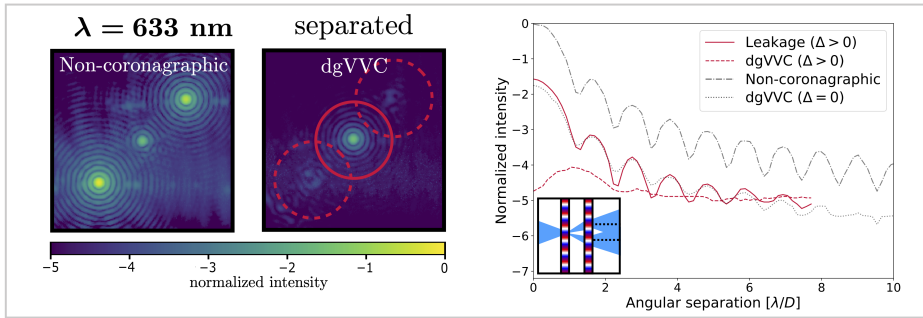 λ = 633 nm
separated
Non-coronagraphic
dgVVC
−5 −4 −3 −2 −1 0
normalized intensity
0
−1
−2
−3
−4
−5
−6
−7
Normalized intensity
Leakage (Δ > 0)
dgVVC (Δ > 0)
Non-coronagraphic
dgVVC (Δ = 0)
0 2 4 6 8 10
Angular separation [λ/D]